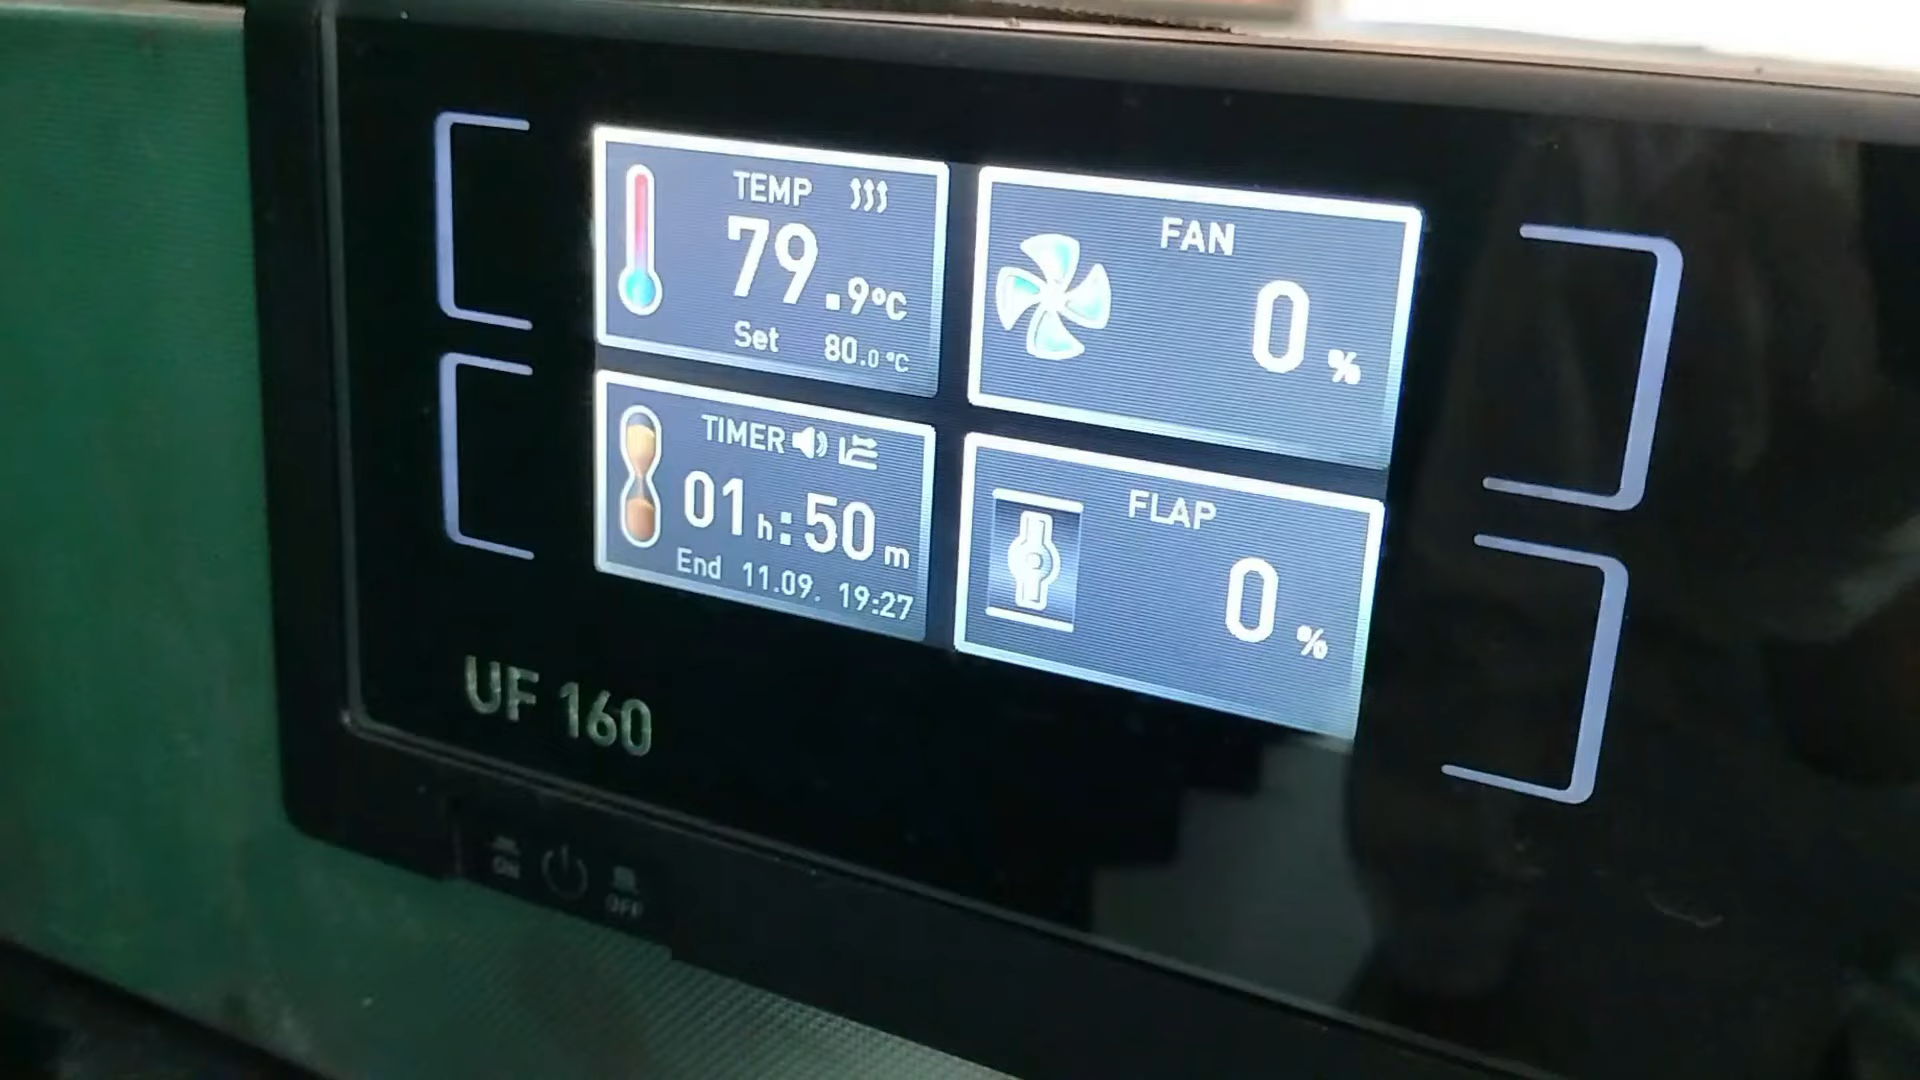 TEMP
79.9°C
Set 80.0°C
FAN
0 %
TIMER
01h:50m
End 11.09. 19:27
FLAP
0 %
UF 160
ON
OFF